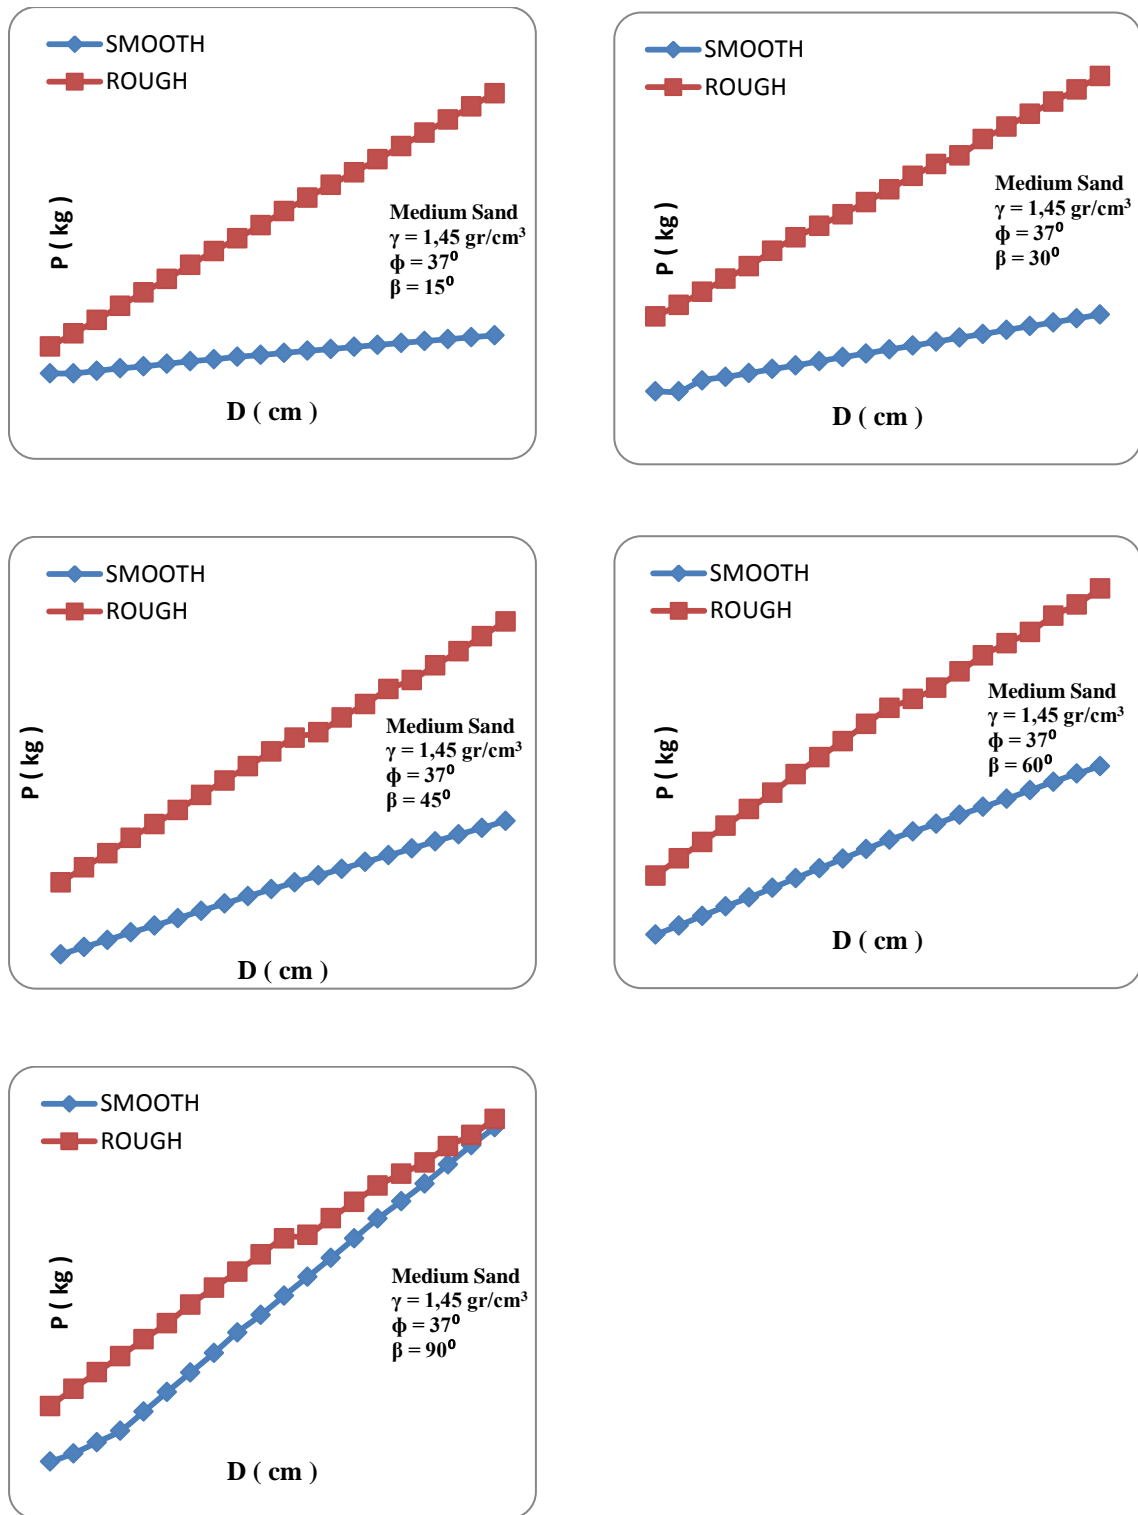 SMOOTH
ROUGH
P ( kg )
Medium Sand
γ = 1,45 gr/cm³
ϕ = 37⁰
β = 15⁰
D ( cm )
SMOOTH
ROUGH
P ( kg )
Medium Sand
γ = 1,45 gr/cm³
ϕ = 37⁰
β = 30⁰
D ( cm )
SMOOTH
ROUGH
P ( kg )
Medium Sand
γ = 1,45 gr/cm³
ϕ = 37⁰
β = 45⁰
D ( cm )
SMOOTH
ROUGH
P ( kg )
Medium Sand
γ = 1,45 gr/cm³
ϕ = 37⁰
β = 60⁰
D ( cm )
SMOOTH
ROUGH
P ( kg )
Medium Sand
γ = 1,45 gr/cm³
ϕ = 37⁰
β = 90⁰
D ( cm )